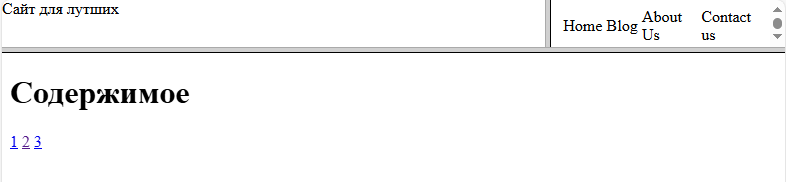 Сайт для лутших
Home Blog About Us Contact us
Содержимое
1 2 3